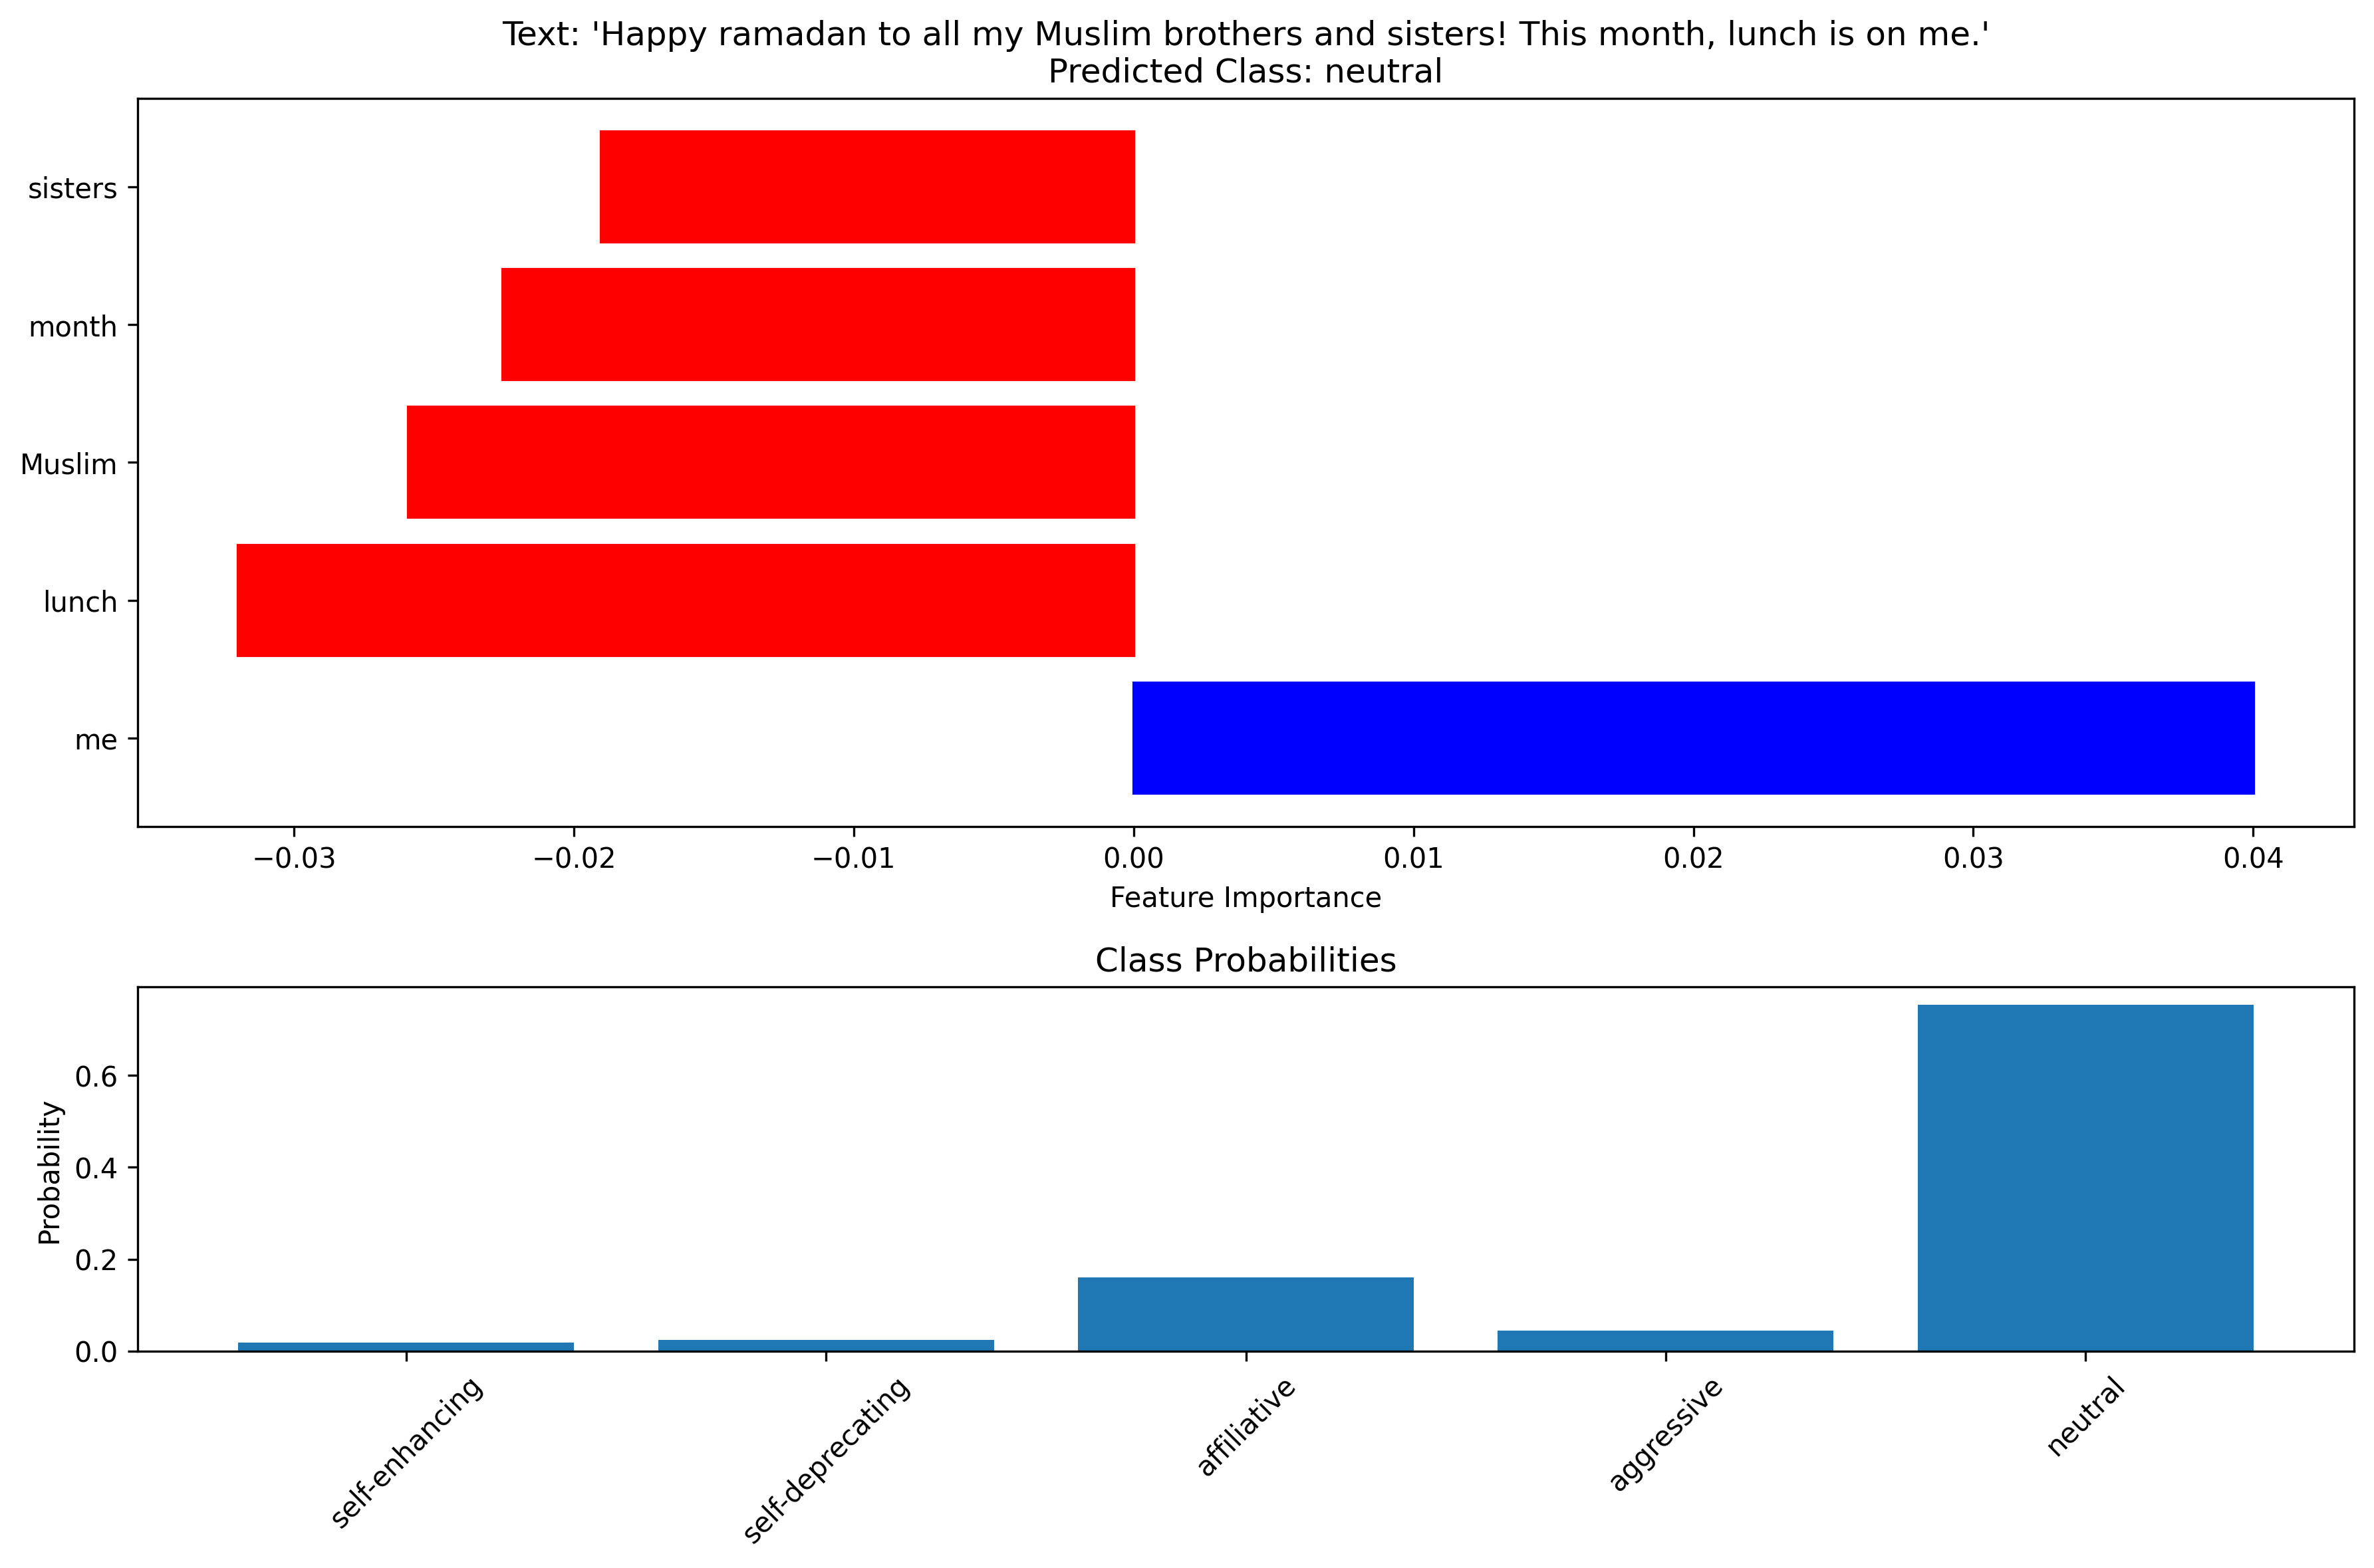 Text: 'Happy ramadan to all my Muslim brothers and sisters! This month, lunch is on me.'
Predicted Class: neutral
sisters
month
Muslim
lunch
me
−0.03 −0.02 −0.01 0.00 0.01 0.02 0.03 0.04
Feature Importance
Class Probabilities
Probability
0.6
0.4
0.2
0.0
self-enhancing
self-deprecating
affiliative
aggressive
neutral